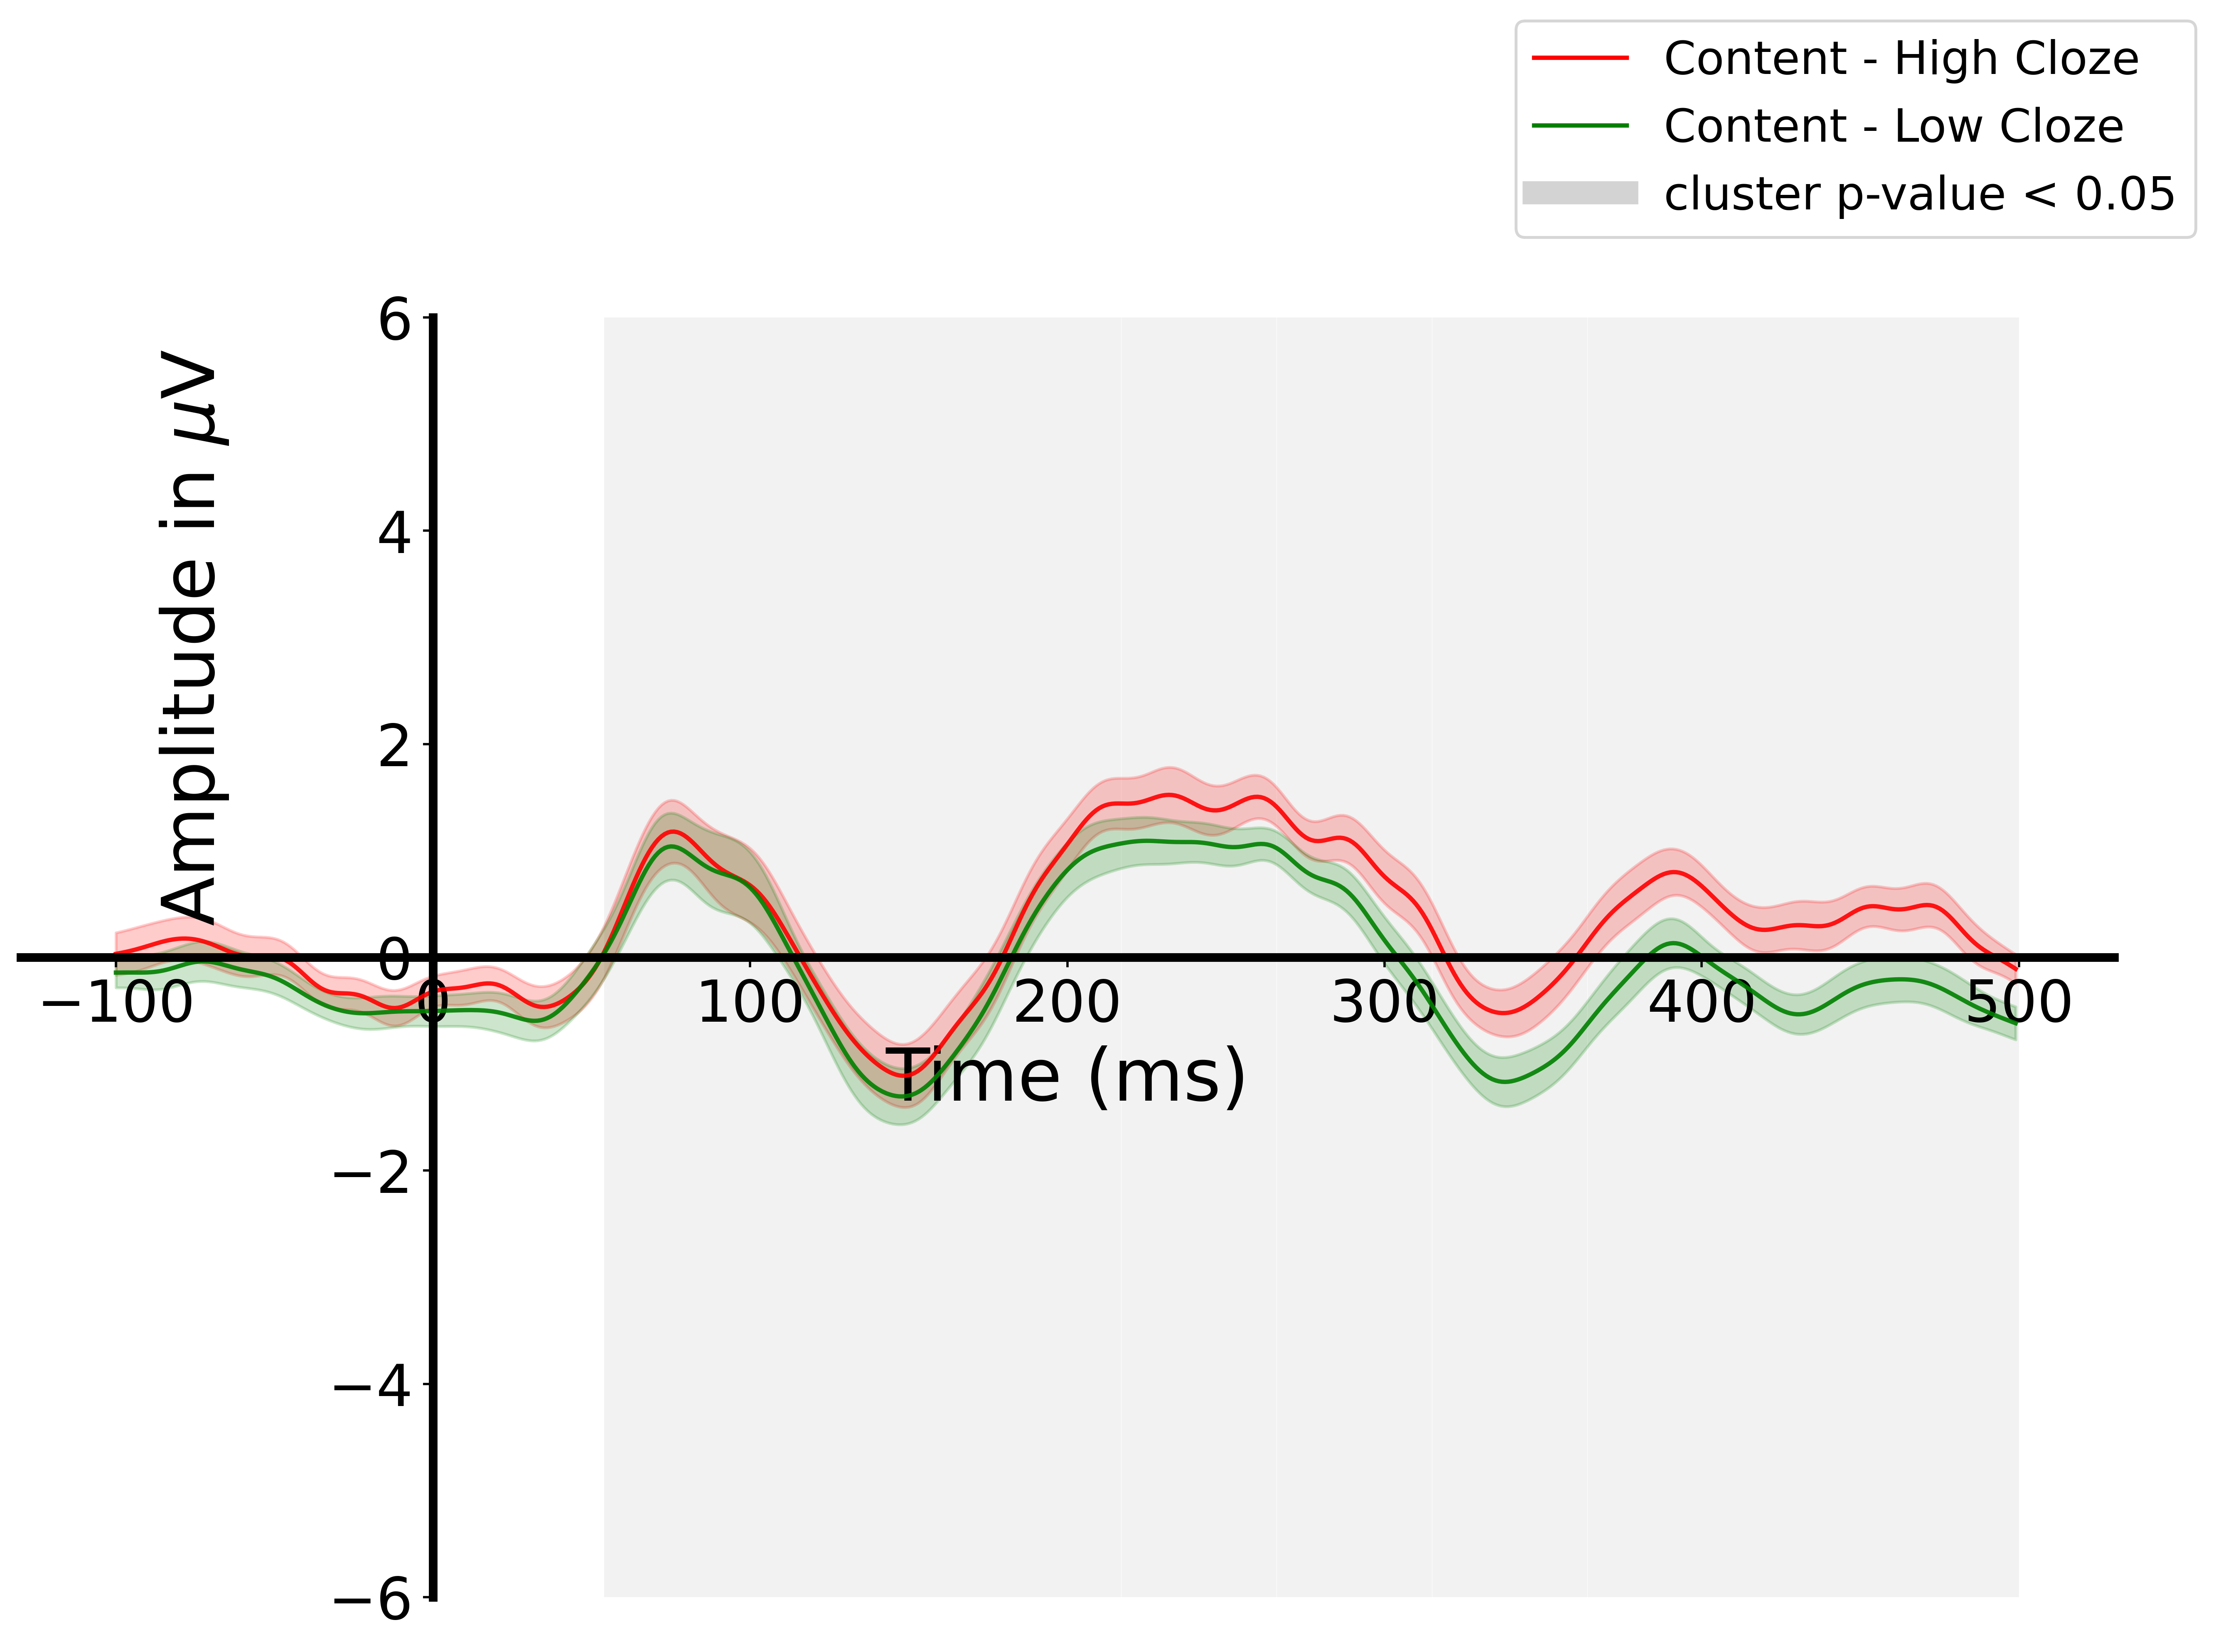 Content - High Cloze
Content - Low Cloze
cluster p-value < 0.05
Amplitude in µV
6
4
2
0
−2
−4
−6
−100 0 100 200 300 400 500
Time (ms)